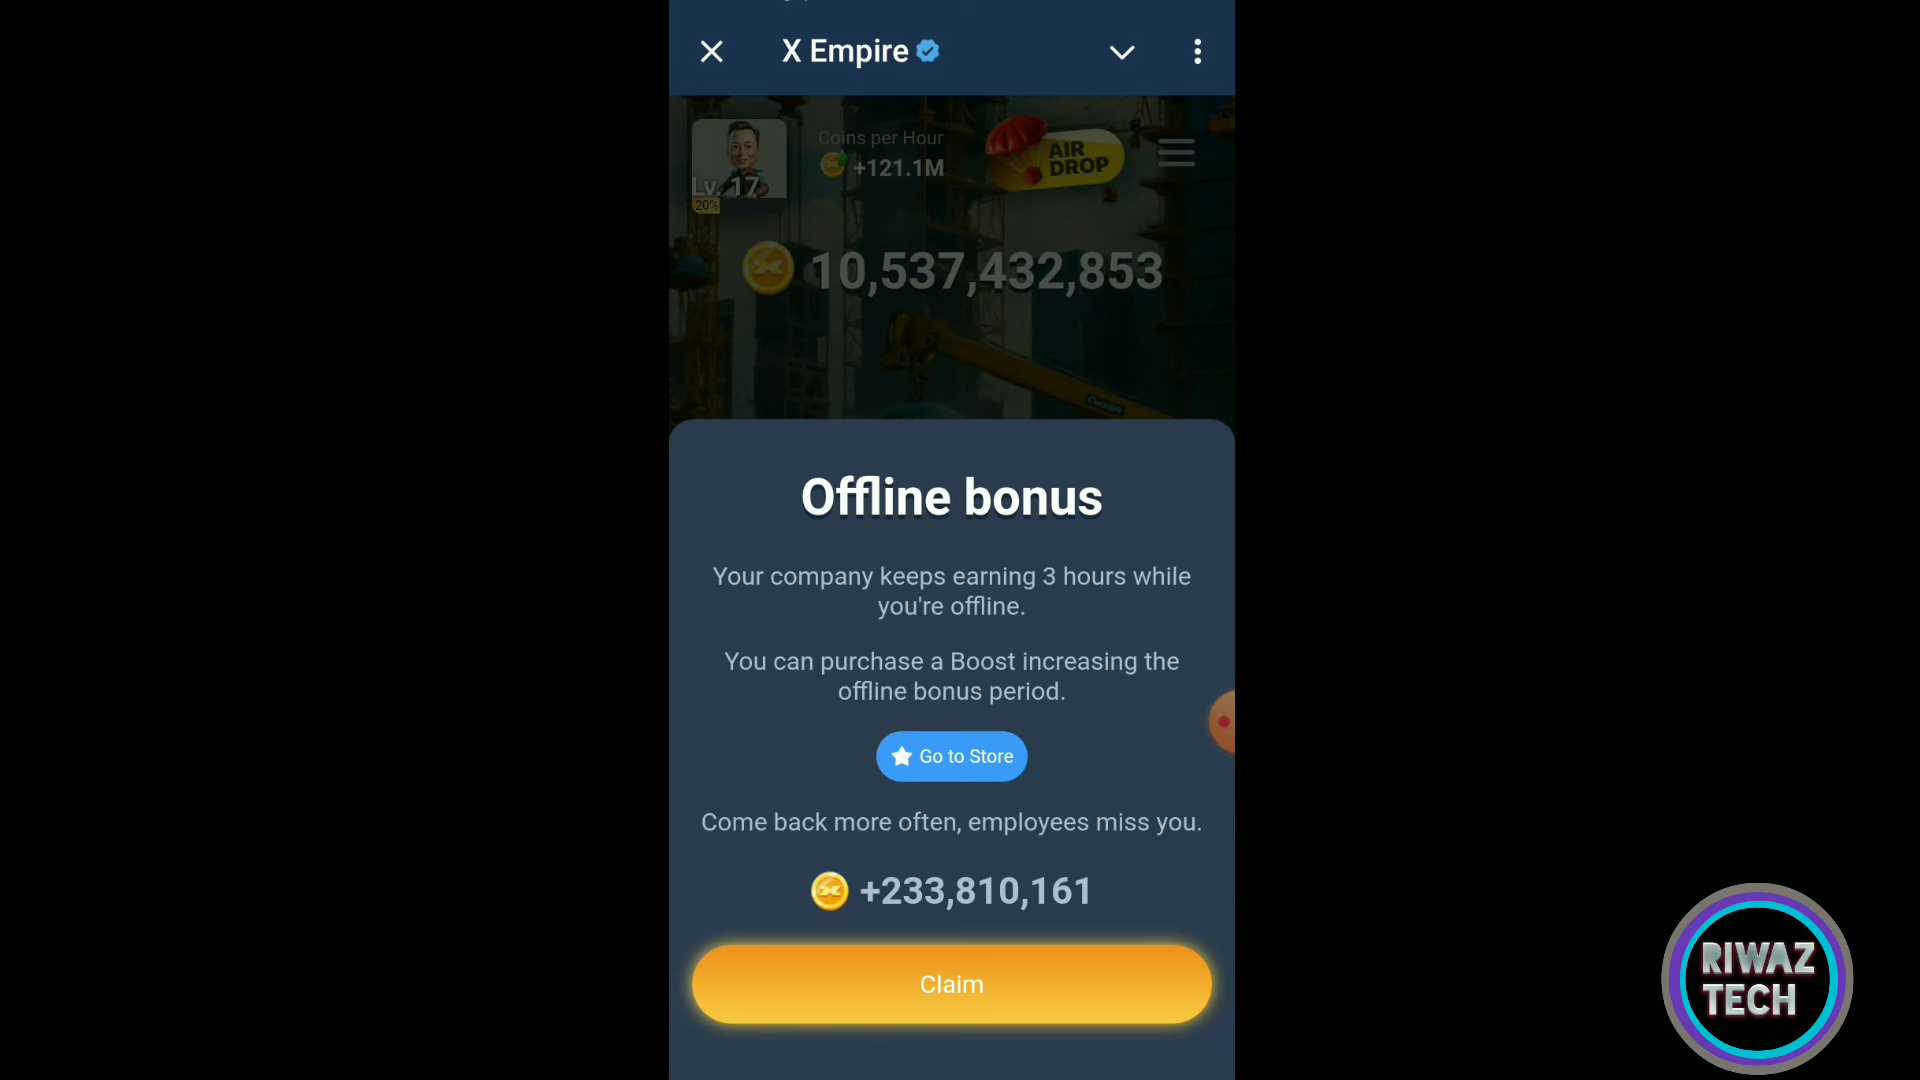 X Empire
Coins per Hour
+121.1M
AIR
DROP
Lv. 17
20%
10,537,432,853
Offline bonus
Your company keeps earning 3 hours while
you're offline.
You can purchase a Boost increasing the
offline bonus period.
Go to Store
Come back more often, employees miss you.
+233,810,161
Claim
RIWAZ
TECH